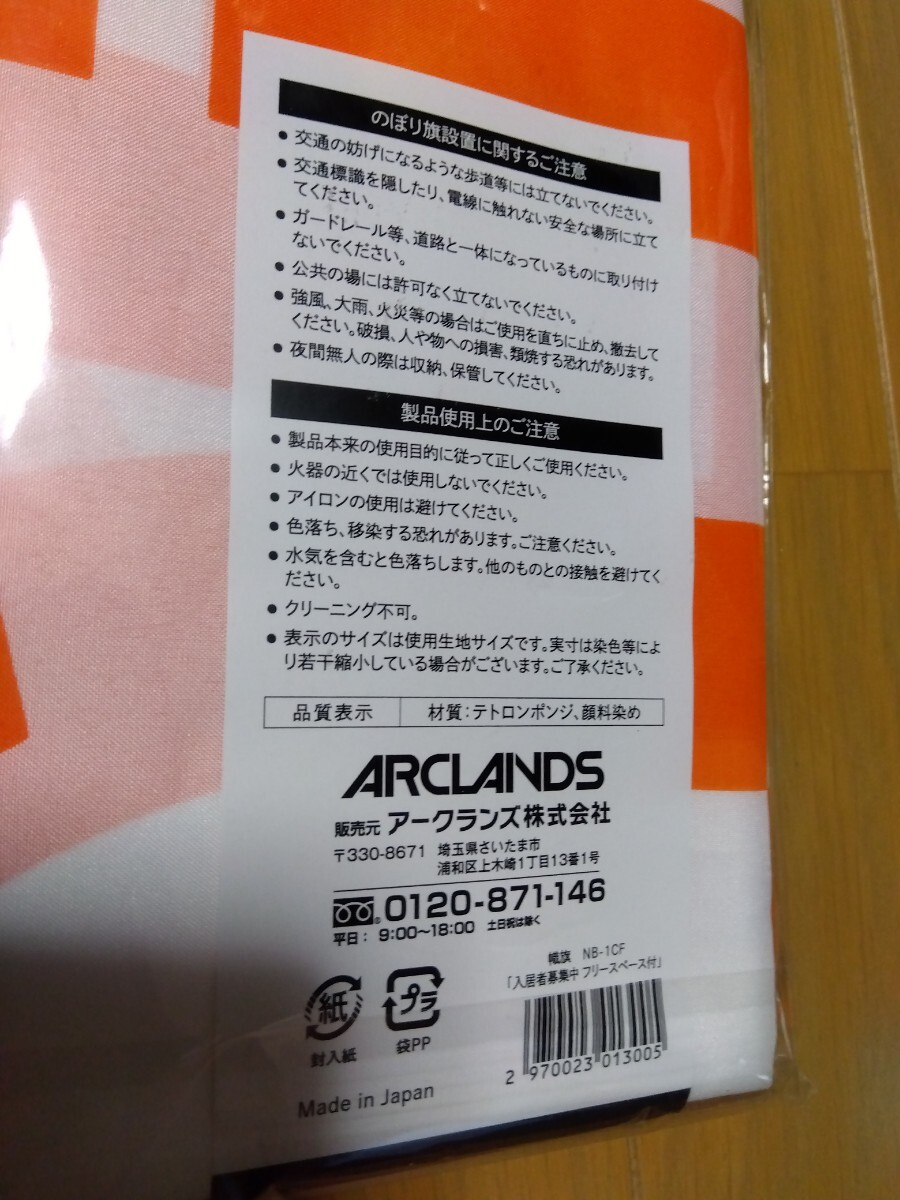 のぼり旗設置に関するご注意
● 交通の妨げになるような歩道等には立てないでください。
● 交通標識を隠したり、電線に触れない安全な場所に立て
てください。
● ガードレール等、道路と一体になっているものに取り付け
ないでください。
● 公共の場には許可なく立てないでください。
● 強風、大雨、火災等の場合はご使用を直ちに止め、撤去して
ください。破損、人や物への損害、類焼する恐れがあります。
● 夜間無人の際は収納、保管してください。
製品使用上のご注意
● 製品本来の使用目的に従って正しくご使用ください。
● 火器の近くでは使用しないでください。
● アイロンの使用は避けてください。
● 色落ち、移染する恐れがあります。ご注意ください。
● 水気を含むと色落ちします。他のものとの接触を避けてく
ださい。
● クリーニング不可。
● 表示のサイズは使用生地サイズです。実寸は染色等によ
り若干縮小している場合がございます。ご了承ください。
品質表示 材質：テトロンポンジ、顔料染め
ARCLANDS
販売元 アークランズ株式会社
〒330-8671 埼玉県さいたま市
浦和区上木崎1丁目13番1号
0120-871-146
平日： 9:00〜18:00 土日祝は除く
幟旗 NB-1CF
「入居者募集中 フリースペース付」
紙
封入紙
プラ
袋PP
2 970023 013005
Made in Japan